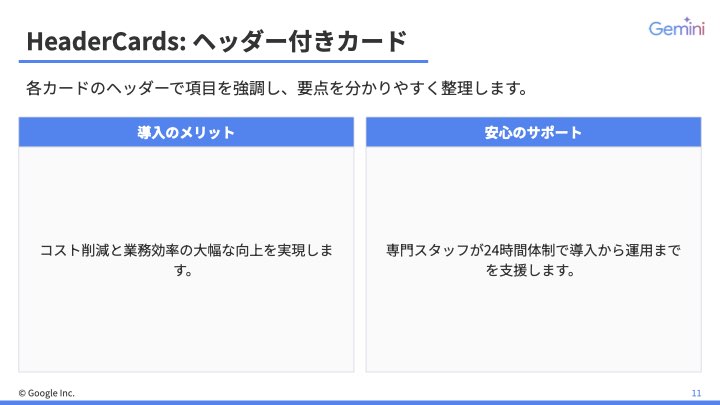 HeaderCards: ヘッダー付きカード
Gemini
各カードのヘッダーで項目を強調し、要点を分かりやすく整理します。
導入のメリット
コスト削減と業務効率の大幅な向上を実現しま
す。
安心のサポート
専門スタッフが24時間体制で導入から運用まで
を支援します。
© Google Inc.
11